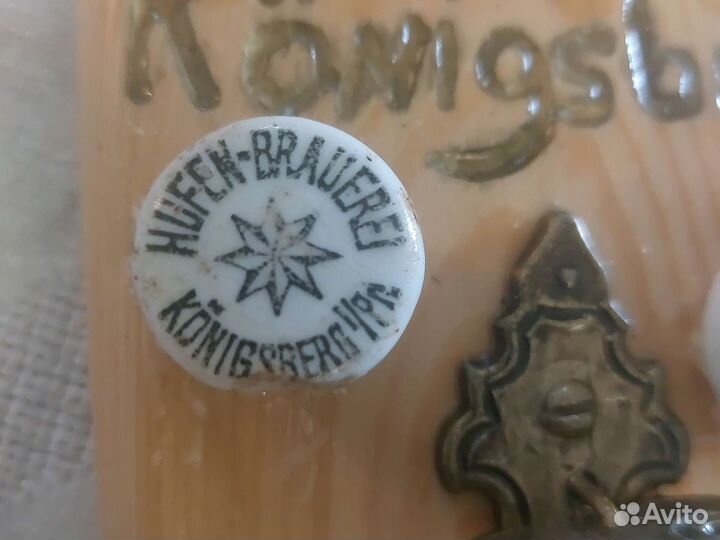 Königsb
HUFEN-BRAUEREI
KÖNIGSBERG I/PR
Avito